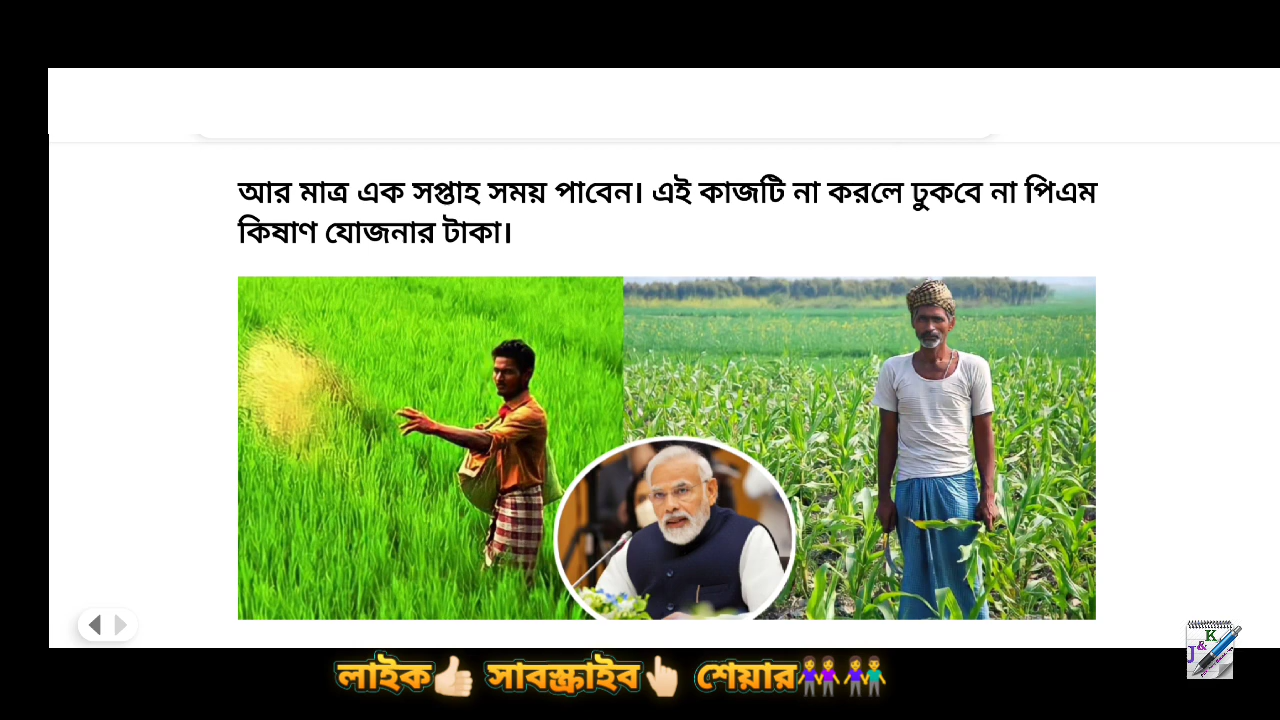 আর মাত্র এক সপ্তাহ সময় পাবেন। এই কাজটি না করলে ঢুকবে না পিএম
কিষাণ যোজনার টাকা।
J&K
লাইক👍🏻 সাবস্ক্রাইব👆🏻 শেয়ার👭👫